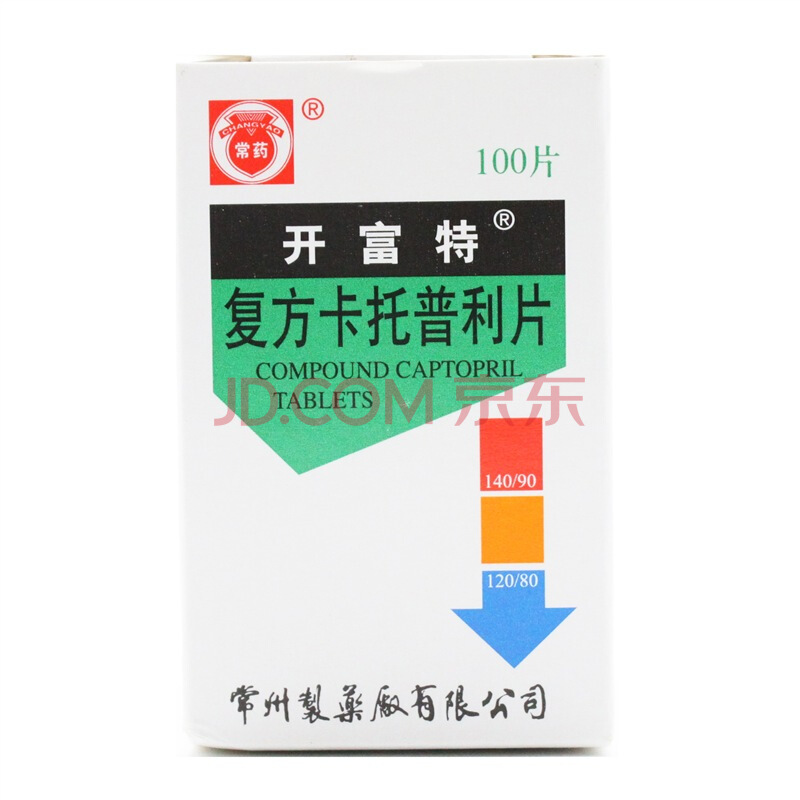 CHANGYAO
常药
®
100片
开富特®
复方卡托普利片
COMPOUND CAPTOPRIL
TABLETS
JD.COM 京东
140/90
120/80
常州製藥廠有限公司